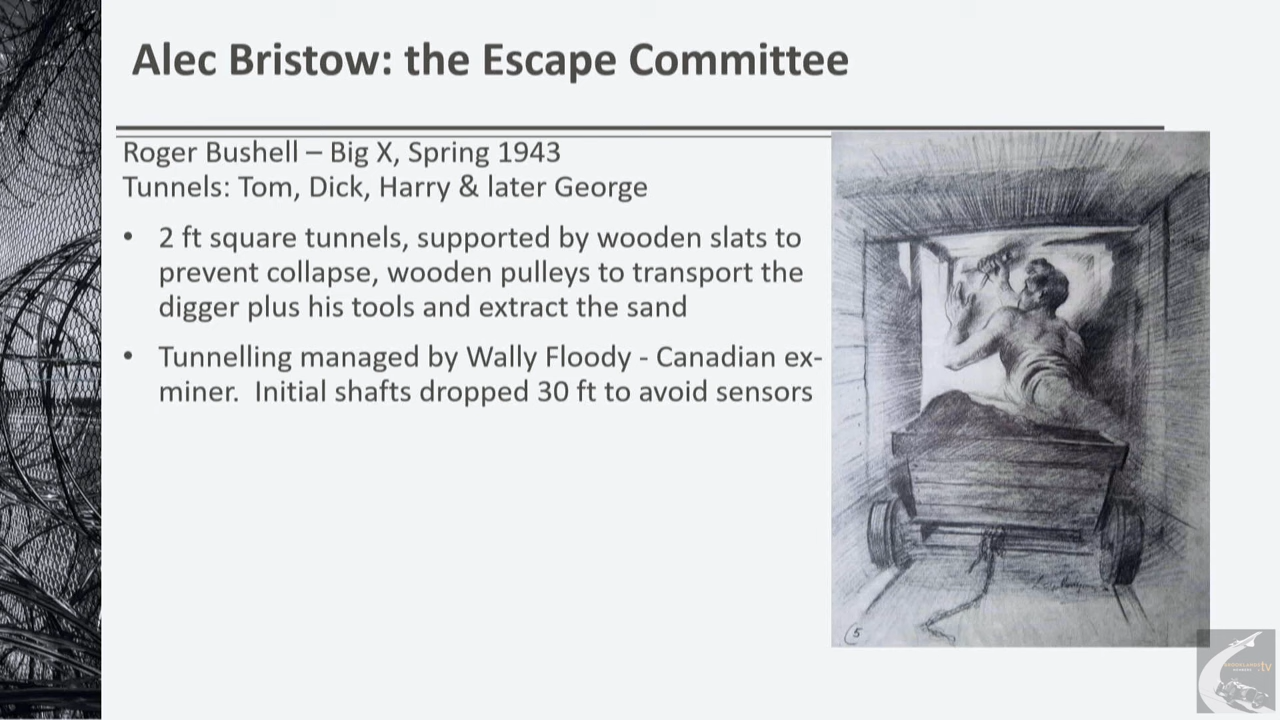 Alec Bristow: the Escape Committee
Roger Bushell – Big X, Spring 1943
Tunnels: Tom, Dick, Harry & later George
• 2 ft square tunnels, supported by wooden slats to
prevent collapse, wooden pulleys to transport the
digger plus his tools and extract the sand
• Tunnelling managed by Wally Floody - Canadian ex-
miner.  Initial shafts dropped 30 ft to avoid sensors
5
BROOKLANDS
MEMBERS .tv